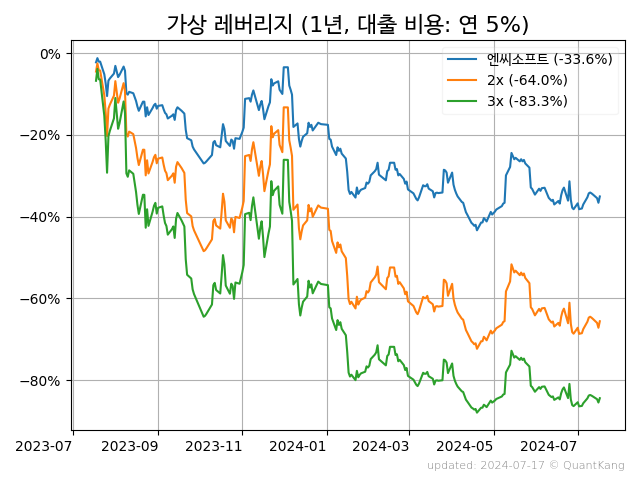 가상 레버리지 (1년, 대출 비용: 연 5%)
엔씨소프트 (-33.6%)
2x (-64.0%)
3x (-83.3%)
0%
−20%
−40%
−60%
−80%
2023-07 2023-09 2023-11 2024-01 2024-03 2024-05 2024-07
updated: 2024-07-17 © QuantKang